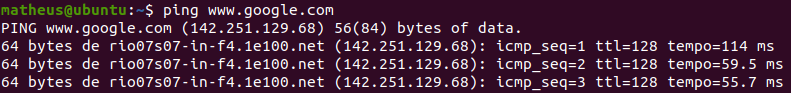 matheus@ubuntu:~$ ping www.google.com
PING www.google.com (142.251.129.68) 56(84) bytes of data.
64 bytes de rio07s07-in-f4.1e100.net (142.251.129.68): icmp_seq=1 ttl=128 tempo=114 ms
64 bytes de rio07s07-in-f4.1e100.net (142.251.129.68): icmp_seq=2 ttl=128 tempo=59.5 ms
64 bytes de rio07s07-in-f4.1e100.net (142.251.129.68): icmp_seq=3 ttl=128 tempo=55.7 ms